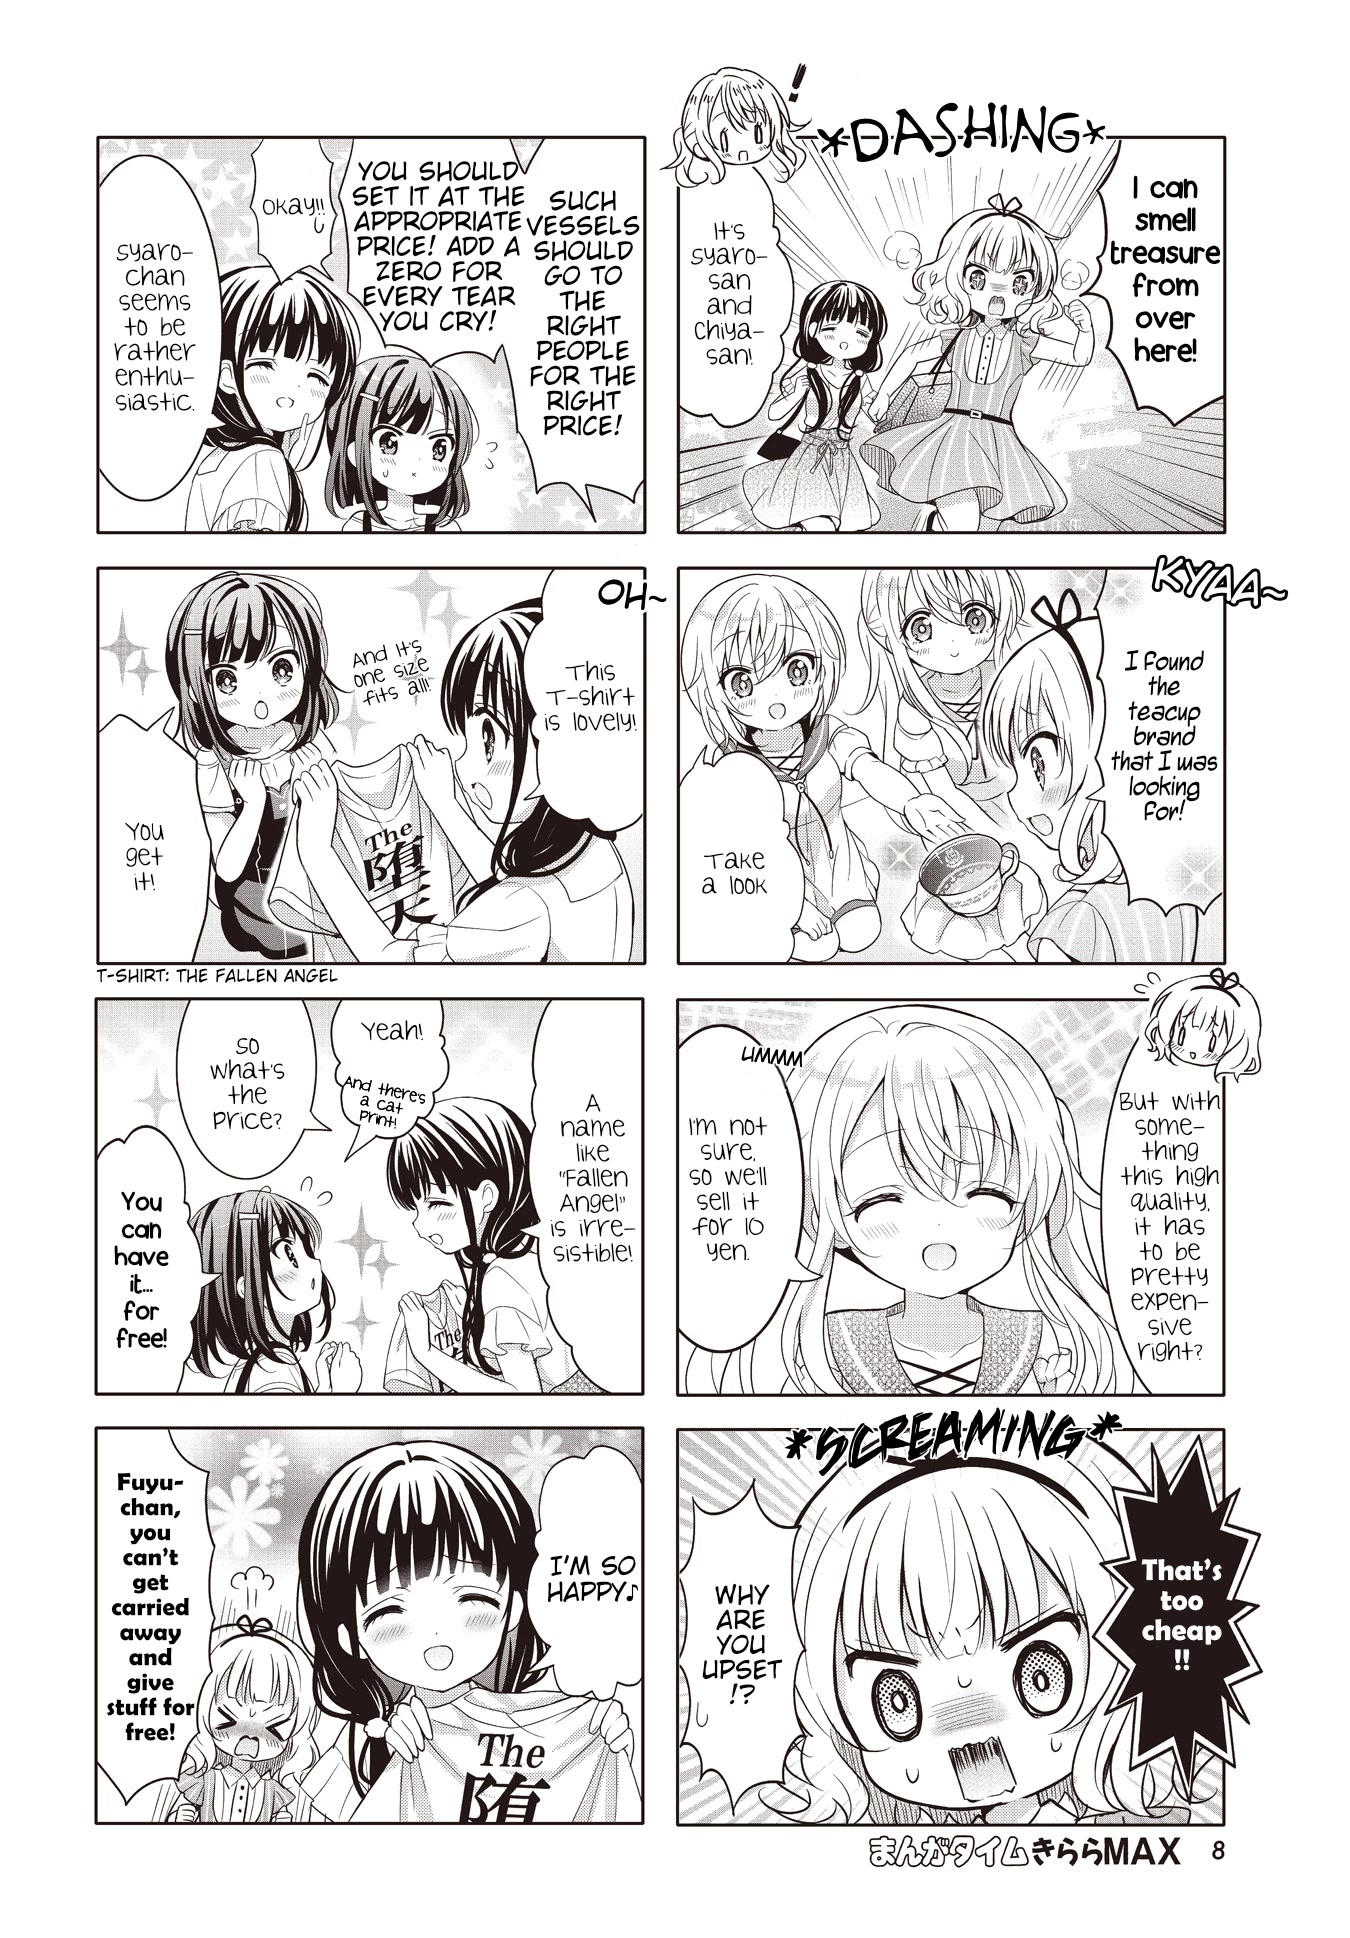 !
*DASHING*
I can
smell
treasure
from
over
here!
It's
Syaro-
san
and
Chiya-
san!
KYAA~
I found
the
teacup
brand
that I was
looking
for!
Take
a look
But with
some-
thing
this high
quality,
it has
to be
pretty
expen-
sive
right?
UMMM
I'm not
sure,
so we'll
sell it
for 10
yen.
*SCREAMING*
That's
too
cheap
!!
WHY
ARE
YOU
UPSET
!?
SUCH
VESSELS
SHOULD
GO TO
THE
RIGHT
PEOPLE
FOR THE
RIGHT
PRICE!
YOU SHOULD
SET IT AT THE
APPROPRIATE
PRICE! ADD A
ZERO FOR
EVERY TEAR
YOU CRY!
Okay!!
Syaro-
chan
seems
to be
rather
enthu-
siastic.
OH~
This
T-shirt
is lovely!
And it's
one size
fits all!
You
get
it!
The
堕
天
T-SHIRT: THE FALLEN ANGEL
A
name
like
"Fallen
Angel"
is irre-
sistible!
Yeah!
And there's
a cat
print!
So
what's
the
price?
You
can
have
it...
for
free!
The
I'M SO
HAPPY♪
Fuyu-
chan,
you
can't
get
carried
away
and
give
stuff for
free!
The
堕
まんがタイムきららMAX 8